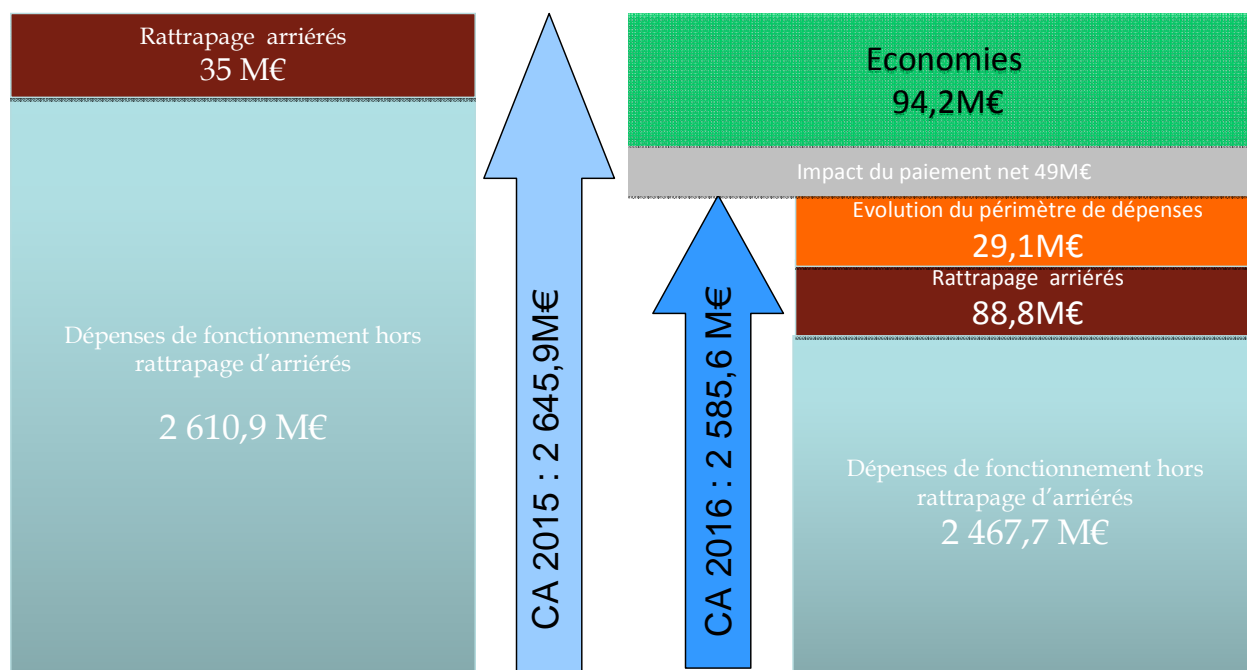 Rattrapage arriérés
35 M€
Dépenses de fonctionnement hors
rattrapage d’arriérés
2 610,9 M€
CA 2015 : 2 645,9M€
CA 2016 : 2 585,6 M€
Economies
94,2M€
Impact du paiement net 49M€
Evolution du périmètre de dépenses
29,1M€
Rattrapage arriérés
88,8M€
Dépenses de fonctionnement hors
rattrapage d’arriérés
2 467,7 M€